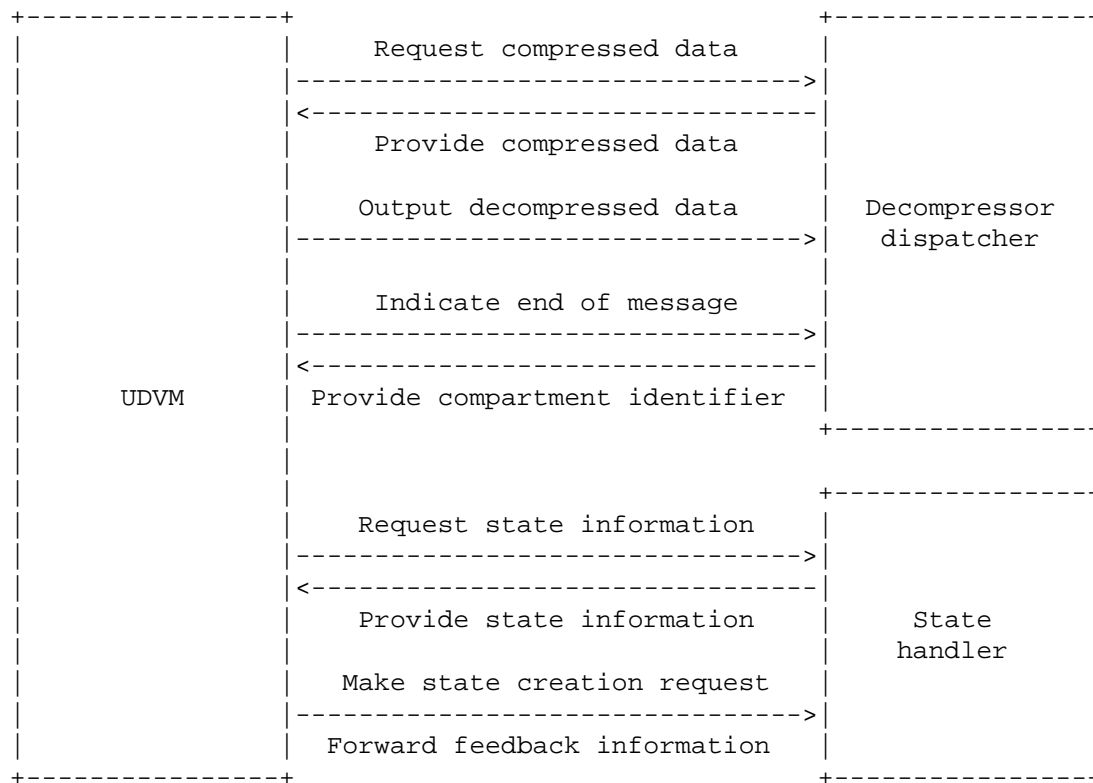 Request compressed data
Provide compressed data
Output decompressed data
Decompressor
dispatcher
Indicate end of message
UDVM
Provide compartment identifier
Request state information
Provide state information
State
handler
Make state creation request
Forward feedback information